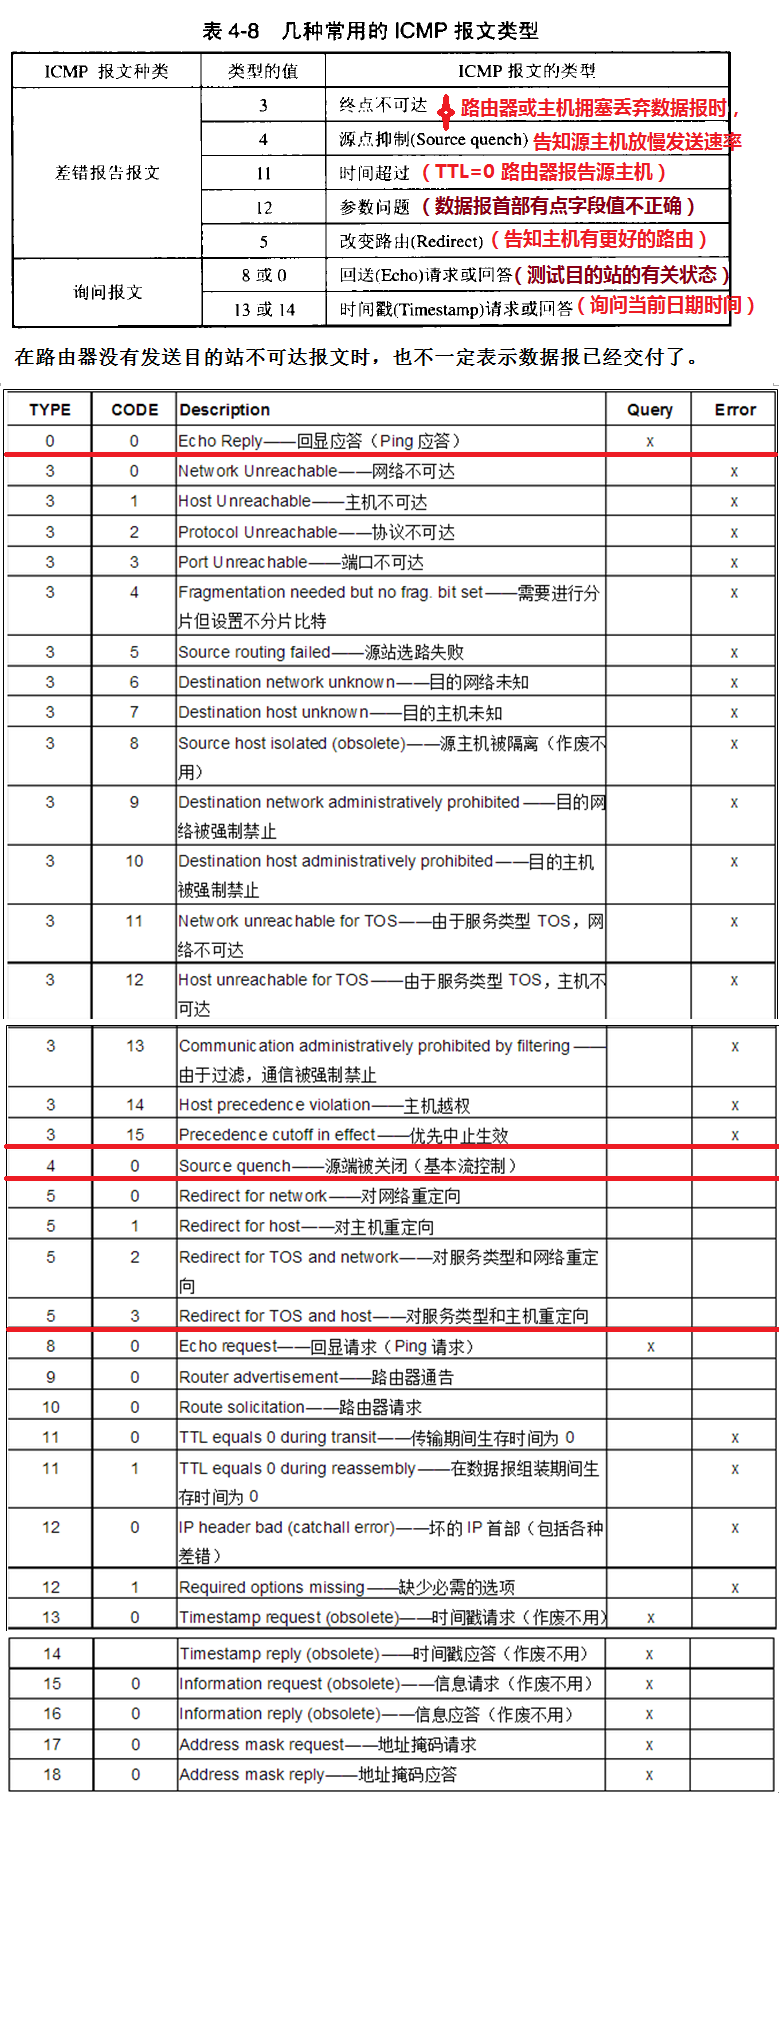 表 4-8 几种常用的 ICMP 报文类型
ICMP 报文种类 类型的值 ICMP 报文的类型
差错报告报文
3 终点不可达 路由器或主机拥塞丢弃数据报时，
4 源点抑制(Source quench) 告知源主机放慢发送速率
11 时间超过 （TTL=0 路由器报告源主机）
12 参数问题 （数据报首部有点字段值不正确）
5 改变路由(Redirect) （告知主机有更好的路由）
询问报文
8 或 0 回送(Echo)请求或回答 （测试目的站的有关状态）
13 或 14 时间戳(Timestamp)请求或回答 （询问当前日期时间）
在路由器没有发送目的站不可达报文时，也不一定表示数据报已经交付了。
TYPE CODE Description Query Error
0 0 Echo Reply——回显应答（Ping 应答） x
3 0 Network Unreachable——网络不可达 x
3 1 Host Unreachable——主机不可达 x
3 2 Protocol Unreachable——协议不可达 x
3 3 Port Unreachable——端口不可达 x
3 4 Fragmentation needed but no frag. bit set——需要进行分 x
片但设置不分片比特
3 5 Source routing failed——源站选路失败 x
3 6 Destination network unknown——目的网络未知 x
3 7 Destination host unknown——目的主机未知 x
3 8 Source host isolated (obsolete)——源主机被隔离（作废不 x
用）
3 9 Destination network administratively prohibited ——目的网 x
络被强制禁止
3 10 Destination host administratively prohibited——目的主机 x
被强制禁止
3 11 Network unreachable for TOS——由于服务类型 TOS，网 x
络不可达
3 12 Host unreachable for TOS——由于服务类型 TOS，主机不 x
可达
3 13 Communication administratively prohibited by filtering —— x
由于过滤，通信被强制禁止
3 14 Host precedence violation——主机越权 x
3 15 Precedence cutoff in effect——优先中止生效 x
4 0 Source quench——源端被关闭（基本流控制）
5 0 Redirect for network——对网络重定向
5 1 Redirect for host——对主机重定向
5 2 Redirect for TOS and network——对服务类型和网络重定
向
5 3 Redirect for TOS and host——对服务类型和主机重定向
8 0 Echo request——回显请求（Ping 请求） x
9 0 Router advertisement——路由器通告
10 0 Route solicitation——路由器请求
11 0 TTL equals 0 during transit——传输期间生存时间为 0 x
11 1 TTL equals 0 during reassembly——在数据报组装期间生 x
存时间为 0
12 0 IP header bad (catchall error)——坏的 IP 首部（包括各种 x
差错）
12 1 Required options missing——缺少必需的选项 x
13 0 Timestamp request (obsolete)——时间戳请求（作废不用） x
14 Timestamp reply (obsolete)——时间戳应答（作废不用） x
15 0 Information request (obsolete)——信息请求（作废不用） x
16 0 Information reply (obsolete)——信息应答（作废不用） x
17 0 Address mask request——地址掩码请求 x
18 0 Address mask reply——地址掩码应答 x